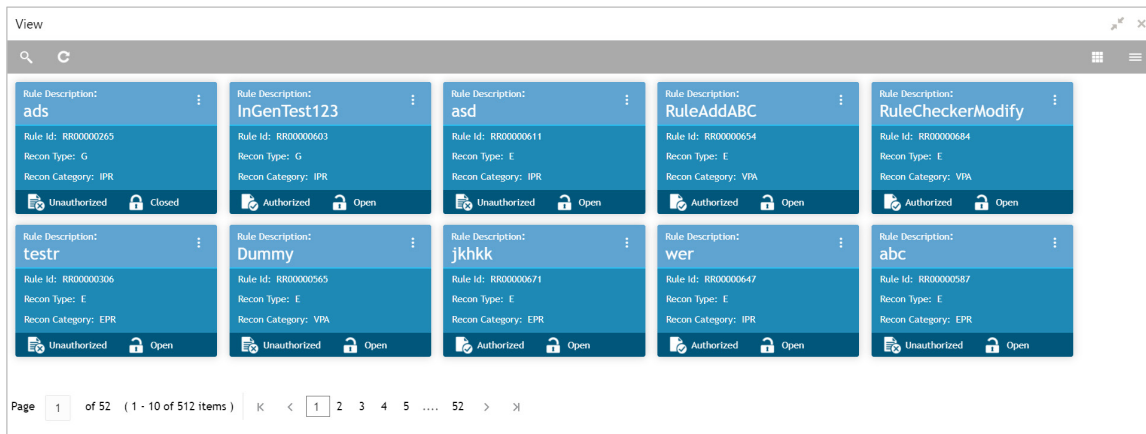 View
Rule Description:
ads
Rule Id: RR00000265
Recon Type: G
Recon Category: IPR
Unauthorized Closed
Rule Description:
InGenTest123
Rule Id: RR00000603
Recon Type: G
Recon Category: IPR
Authorized Open
Rule Description:
asd
Rule Id: RR00000611
Recon Type: E
Recon Category: IPR
Unauthorized Open
Rule Description:
RuleAddABC
Rule Id: RR00000654
Recon Type: E
Recon Category: VPA
Authorized Open
Rule Description:
RuleCheckerModify
Rule Id: RR00000684
Recon Type: E
Recon Category: VPA
Authorized Open
Rule Description:
testr
Rule Id: RR00000306
Recon Type: E
Recon Category: EPR
Unauthorized Open
Rule Description:
Dummy
Rule Id: RR00000565
Recon Type: E
Recon Category: VPA
Unauthorized Open
Rule Description:
jkhkk
Rule Id: RR00000671
Recon Type: E
Recon Category: EPR
Authorized Open
Rule Description:
wer
Rule Id: RR00000647
Recon Type: E
Recon Category: IPR
Authorized Open
Rule Description:
abc
Rule Id: RR00000587
Recon Type: E
Recon Category: EPR
Unauthorized Open
Page 1 of 52 ( 1 - 10 of 512 items ) 1 2 3 4 5 .... 52